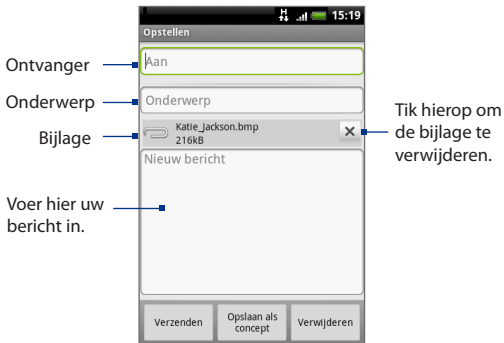 H 15:19
Opstellen
Ontvanger
Aan
Onderwerp
Onderwerp
Bijlage
Katie_Jackson.bmp
216kB
Tik hierop om
de bijlage te
verwijderen.
Nieuw bericht
Voer hier uw
bericht in.
Verzenden
Opslaan als
concept
Verwijderen